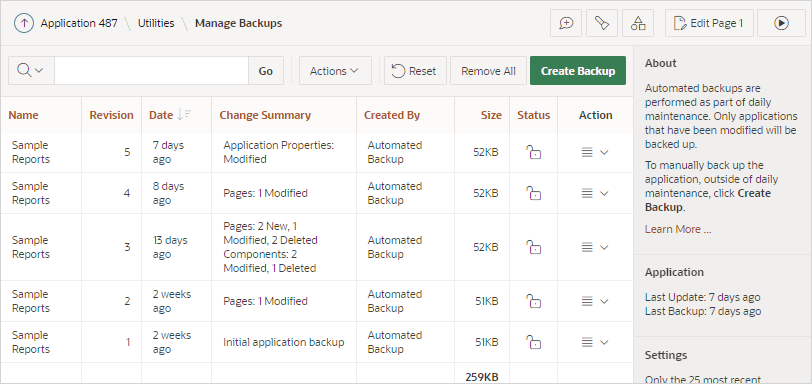 Application 487 \ Utilities \ Manage Backups
Edit Page 1
Go
Actions
Reset
Remove All
Create Backup
Name Revision Date Change Summary Created By Size Status Action
Sample
Reports
5
7 days
ago
Application Properties:
Modified
Automated
Backup
52KB
Sample
Reports
4
8 days
ago
Pages: 1 Modified
Automated
Backup
52KB
Sample
Reports
3
13 days
ago
Pages: 2 New, 1
Modified, 2 Deleted
Components: 2
Modified, 1 Deleted
Automated
Backup
52KB
Sample
Reports
2
2 weeks
ago
Pages: 1 Modified
Automated
Backup
51KB
Sample
Reports
1
2 weeks
ago
Initial application backup
Automated
Backup
51KB
259KB
About
Automated backups are
performed as part of daily
maintenance. Only applications
that have been modified will be
backed up.
To manually back up the
application, outside of daily
maintenance, click Create
Backup.
Learn More ...
Application
Last Update: 7 days ago
Last Backup: 7 days ago
Settings
Only the 25 most recent